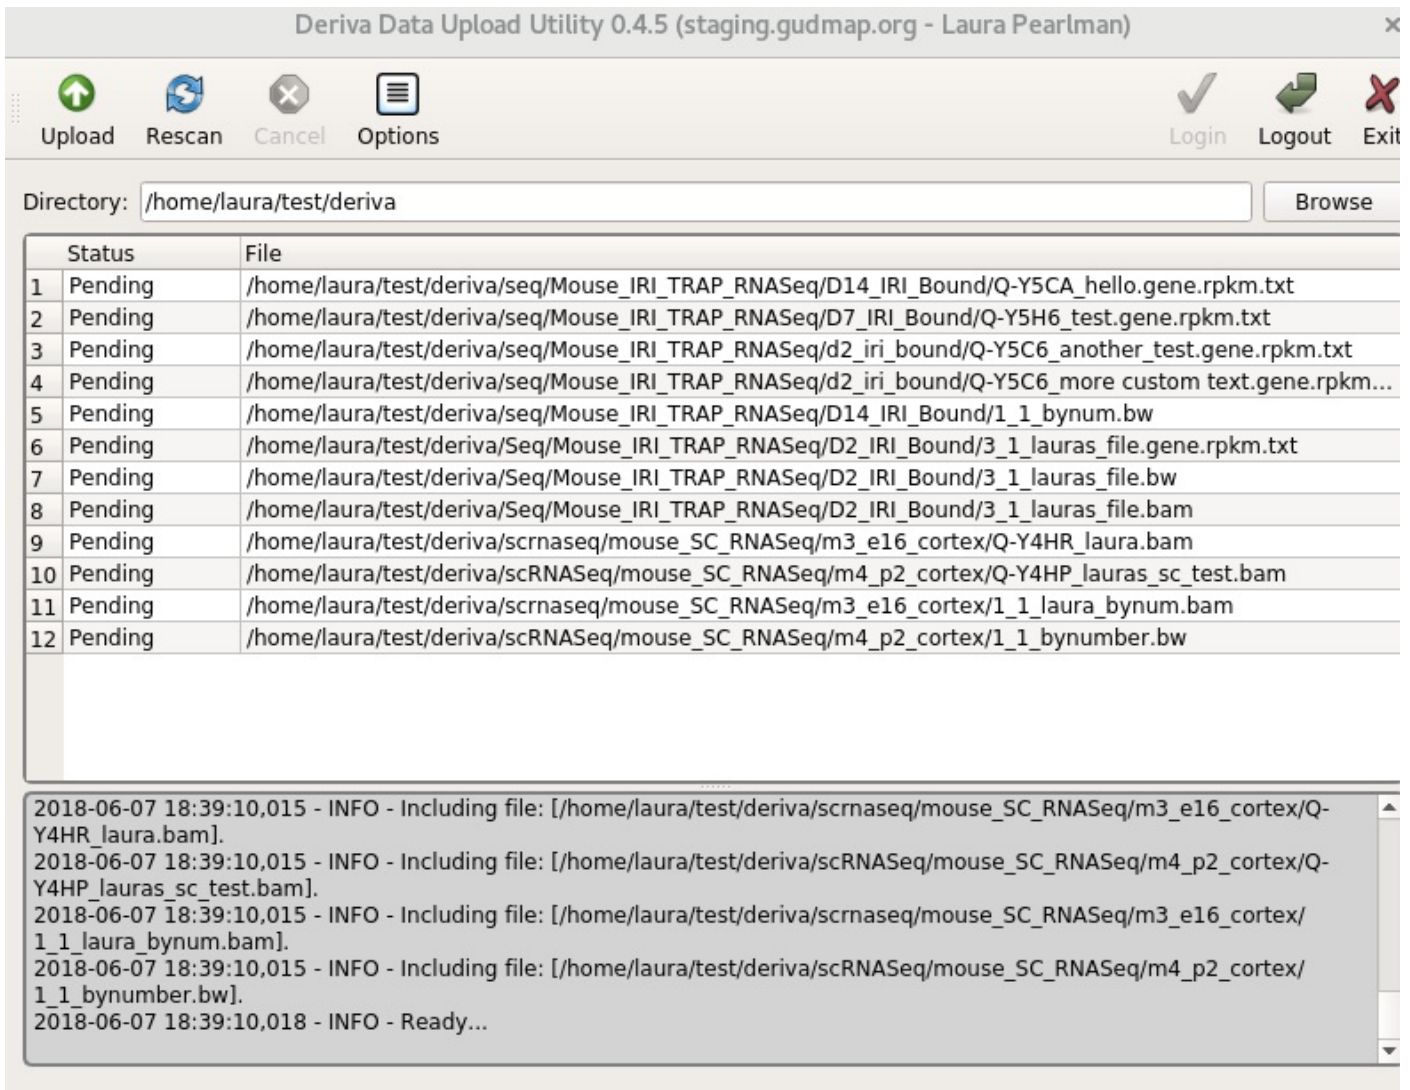 Deriva Data Upload Utility 0.4.5 (staging.gudmap.org - Laura Pearlman)
Upload Rescan Cancel Options Login Logout Exit
Directory: /home/laura/test/deriva Browse
Status File
1 Pending /home/laura/test/deriva/seq/Mouse_IRI_TRAP_RNASeq/D14_IRI_Bound/Q-Y5CA_hello.gene.rpkm.txt
2 Pending /home/laura/test/deriva/seq/Mouse_IRI_TRAP_RNASeq/D7_IRI_Bound/Q-Y5H6_test.gene.rpkm.txt
3 Pending /home/laura/test/deriva/seq/Mouse_IRI_TRAP_RNASeq/d2_iri_bound/Q-Y5C6_another_test.gene.rpkm.txt
4 Pending /home/laura/test/deriva/seq/Mouse_IRI_TRAP_RNASeq/d2_iri_bound/Q-Y5C6_more custom text.gene.rpkm...
5 Pending /home/laura/test/deriva/seq/Mouse_IRI_TRAP_RNASeq/D14_IRI_Bound/1_1_bynum.bw
6 Pending /home/laura/test/deriva/Seq/Mouse_IRI_TRAP_RNASeq/D2_IRI_Bound/3_1_lauras_file.gene.rpkm.txt
7 Pending /home/laura/test/deriva/Seq/Mouse_IRI_TRAP_RNASeq/D2_IRI_Bound/3_1_lauras_file.bw
8 Pending /home/laura/test/deriva/Seq/Mouse_IRI_TRAP_RNASeq/D2_IRI_Bound/3_1_lauras_file.bam
9 Pending /home/laura/test/deriva/scrnaseq/mouse_SC_RNASeq/m3_e16_cortex/Q-Y4HR_laura.bam
10 Pending /home/laura/test/deriva/scRNASeq/mouse_SC_RNASeq/m4_p2_cortex/Q-Y4HP_lauras_sc_test.bam
11 Pending /home/laura/test/deriva/scrnaseq/mouse_SC_RNASeq/m3_e16_cortex/1_1_laura_bynum.bam
12 Pending /home/laura/test/deriva/scRNASeq/mouse_SC_RNASeq/m4_p2_cortex/1_1_bynumber.bw
2018-06-07 18:39:10,015 - INFO - Including file: [/home/laura/test/deriva/scrnaseq/mouse_SC_RNASeq/m3_e16_cortex/Q-
Y4HR_laura.bam].
2018-06-07 18:39:10,015 - INFO - Including file: [/home/laura/test/deriva/scRNASeq/mouse_SC_RNASeq/m4_p2_cortex/Q-
Y4HP_lauras_sc_test.bam].
2018-06-07 18:39:10,015 - INFO - Including file: [/home/laura/test/deriva/scrnaseq/mouse_SC_RNASeq/m3_e16_cortex/
1_1_laura_bynum.bam].
2018-06-07 18:39:10,015 - INFO - Including file: [/home/laura/test/deriva/scRNASeq/mouse_SC_RNASeq/m4_p2_cortex/
1_1_bynumber.bw].
2018-06-07 18:39:10,018 - INFO - Ready...